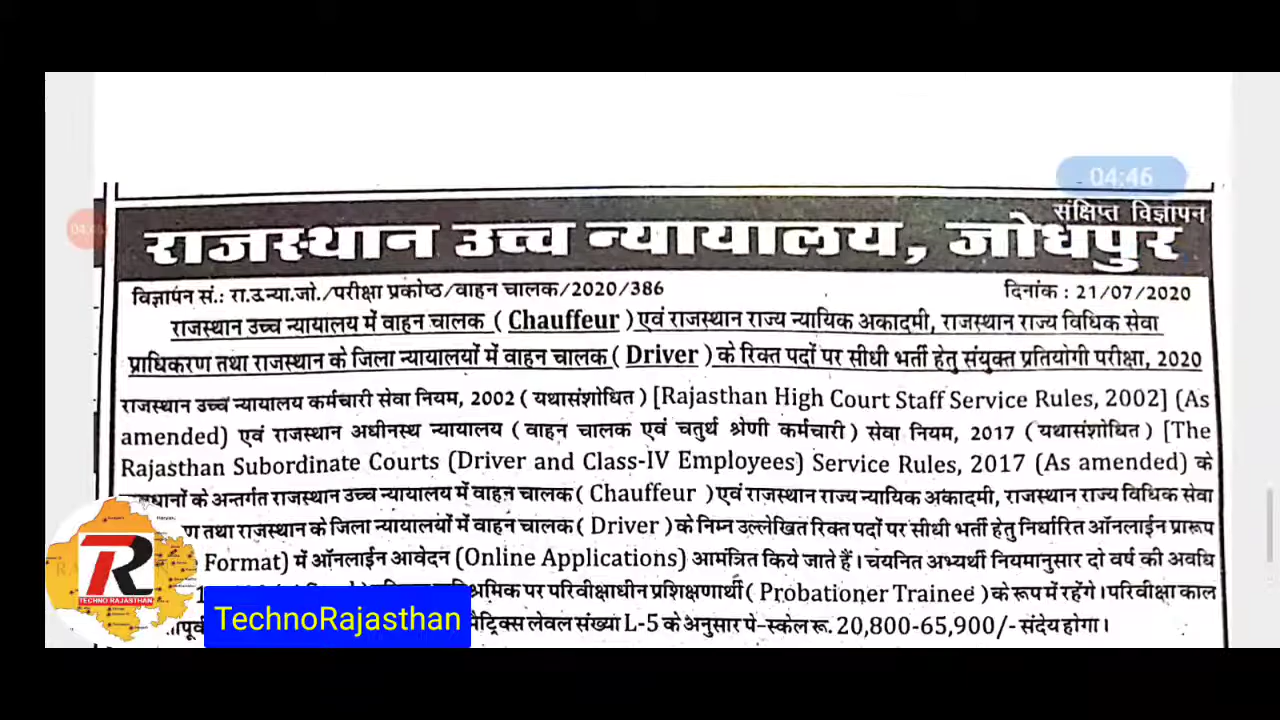 04:46
संक्षिप्त विज्ञापन
राजस्थान उच्च न्यायालय, जोधपुर
विज्ञापन सं.: रा.उ.न्या.जो./परीक्षा प्रकोष्ठ/वाहन चालक/2020/386
दिनांक : 21/07/2020
राजस्थान उच्च न्यायालय में वाहन चालक ( Chauffeur ) एवं राजस्थान राज्य न्यायिक अकादमी, राजस्थान राज्य विधिक सेवा
प्राधिकरण तथा राजस्थान के जिला न्यायालयों में वाहन चालक ( Driver ) के रिक्त पदों पर सीधी भर्ती हेतु संयुक्त प्रतियोगी परीक्षा, 2020
राजस्थान उच्च न्यायालय कर्मचारी सेवा नियम, 2002 ( यथासंशोधित ) [Rajasthan High Court Staff Service Rules, 2002] (As
amended) एवं राजस्थान अधीनस्थ न्यायालय ( वाहन चालक एवं चतुर्थ श्रेणी कर्मचारी ) सेवा नियम, 2017 ( यथासंशोधित ) [The
Rajasthan Subordinate Courts (Driver and Class-IV Employees) Service Rules, 2017 (As amended) के
के अन्तर्गत राजस्थान उच्च न्यायालय में वाहन चालक ( Chauffeur ) एवं राजस्थान राज्य न्यायिक अकादमी, राजस्थान राज्य विधिक सेवा
तथा राजस्थान के जिला न्यायालयों में वाहन चालक ( Driver ) के निम्न उल्लेखित रिक्त पदों पर सीधी भर्ती हेतु निर्धारित ऑनलाईन प्रारूप
Format) में ऑनलाईन आवेदन (Online Applications) आमंत्रित किये जाते हैं। चयनित अभ्यर्थी नियमानुसार दो वर्ष की अवधि
पर परिवीक्षाधीन प्रशिक्षणार्थी ( Probationer Trainee ) के रूप में रहेंगे। परिवीक्षा काल
मैट्रिक्स लेवल संख्या L-5 के अनुसार पे-स्केल रू. 20,800-65,900/- संदेय होगा।
TR
TECHNO RAJASTHAN
TechnoRajasthan